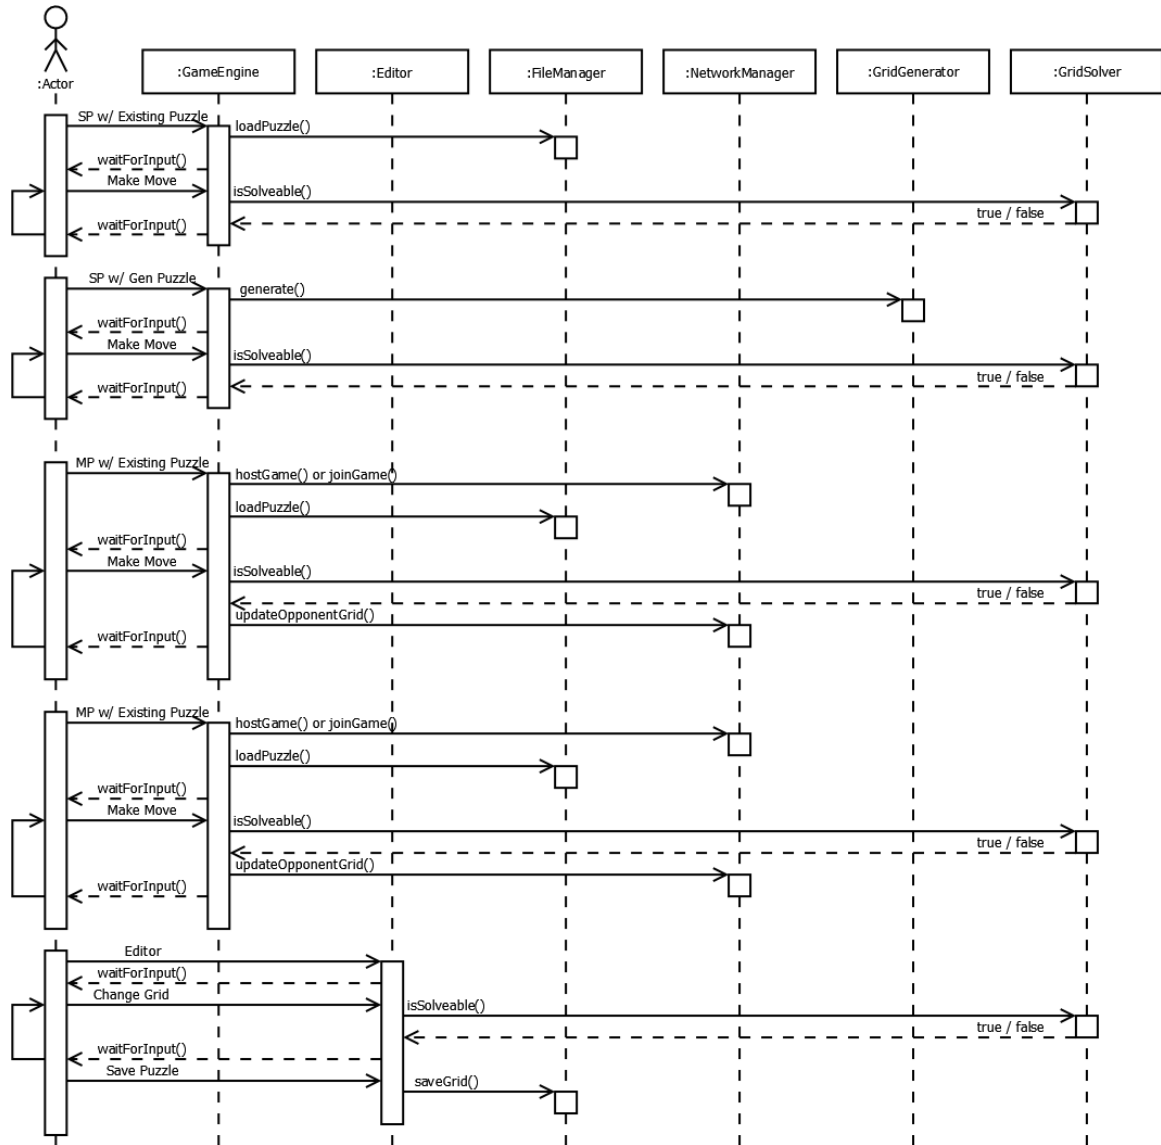 :Actor
:GameEngine
:Editor
:FileManager
:NetworkManager
:GridGenerator
:GridSolver
SP w/ Existing Puzzle
loadPuzzle()
waitForInput()
Make Move
isSolveable()
true / false
waitForInput()
SP w/ Gen Puzzle
generate()
waitForInput()
Make Move
isSolveable()
true / false
waitForInput()
MP w/ Existing Puzzle
hostGame() or joinGame()
loadPuzzle()
waitForInput()
Make Move
isSolveable()
true / false
updateOpponentGrid()
waitForInput()
MP w/ Existing Puzzle
hostGame() or joinGame()
loadPuzzle()
waitForInput()
Make Move
isSolveable()
true / false
updateOpponentGrid()
waitForInput()
Editor
waitForInput()
Change Grid
isSolveable()
true / false
waitForInput()
Save Puzzle
saveGrid()